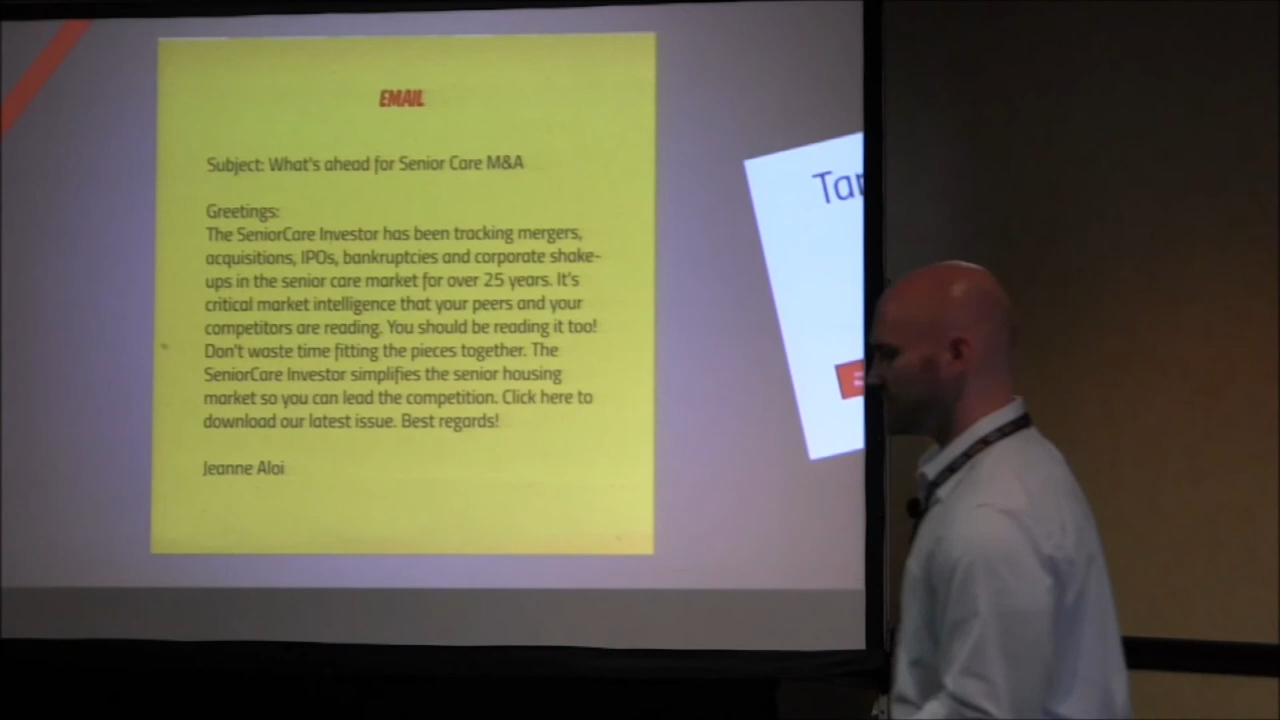 EMAIL
Subject: What's ahead for Senior Care M&A
Greetings:
The SeniorCare Investor has been tracking mergers,
acquisitions, IPOs, bankruptcies and corporate shake-
ups in the senior care market for over 25 years. It's
critical market intelligence that your peers and your
competitors are reading. You should be reading it too!
Don't waste time fitting the pieces together. The
SeniorCare Investor simplifies the senior housing
market so you can lead the competition. Click here to
download our latest issue. Best regards!
Jeanne Aloi